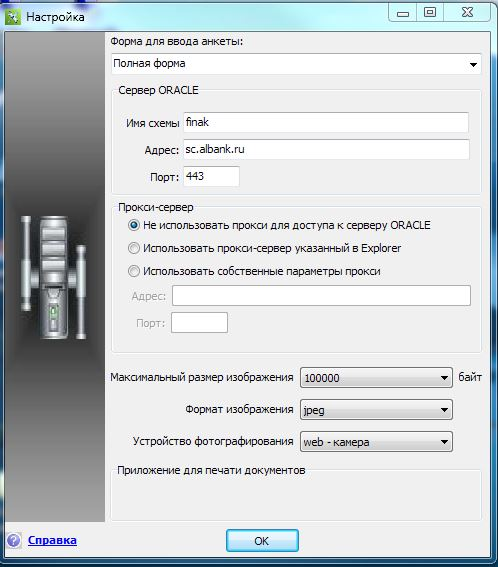 Настройка
Форма для ввода анкеты:
Полная форма
Сервер ORACLE
Имя схемы finak
Адрес: sc.albank.ru
Порт: 443
Прокси-сервер
Не использовать прокси для доступа к серверу ORACLE
Использовать прокси-сервер указанный в Explorer
Использовать собственные параметры прокси
Адрес:
Порт:
Максимальный размер изображения 100000 байт
Формат изображения jpeg
Устройство фотографирования web - камера
Приложение для печати документов
Справка
OK